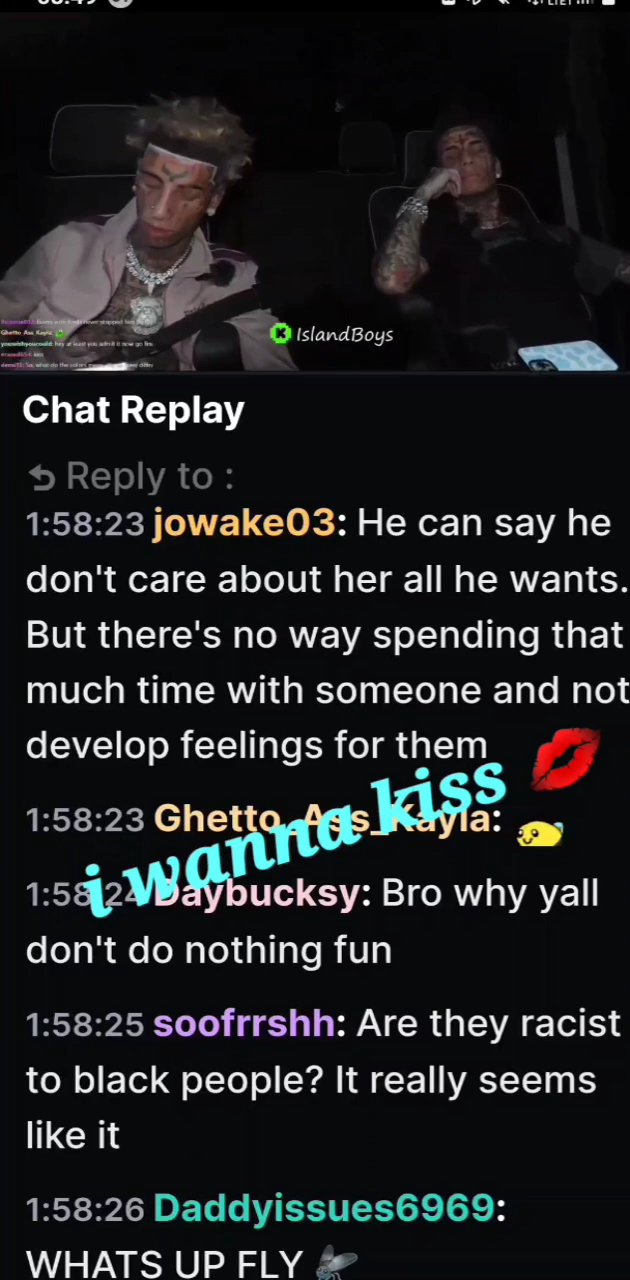 IslandBoys
Ghetto_Ass_Kayla:
Chat Replay
Reply to :
1:58:23 jowake03: He can say he
don't care about her all he wants.
But there's no way spending that
much time with someone and not
develop feelings for them
i wanna kiss
1:58:23 Ghetto_Ass_Kayla:
1:58:24 Daybucksy: Bro why yall
don't do nothing fun
1:58:25 soofrrshh: Are they racist
to black people? It really seems
like it
1:58:26 Daddyissues6969:
WHATS UP FLY